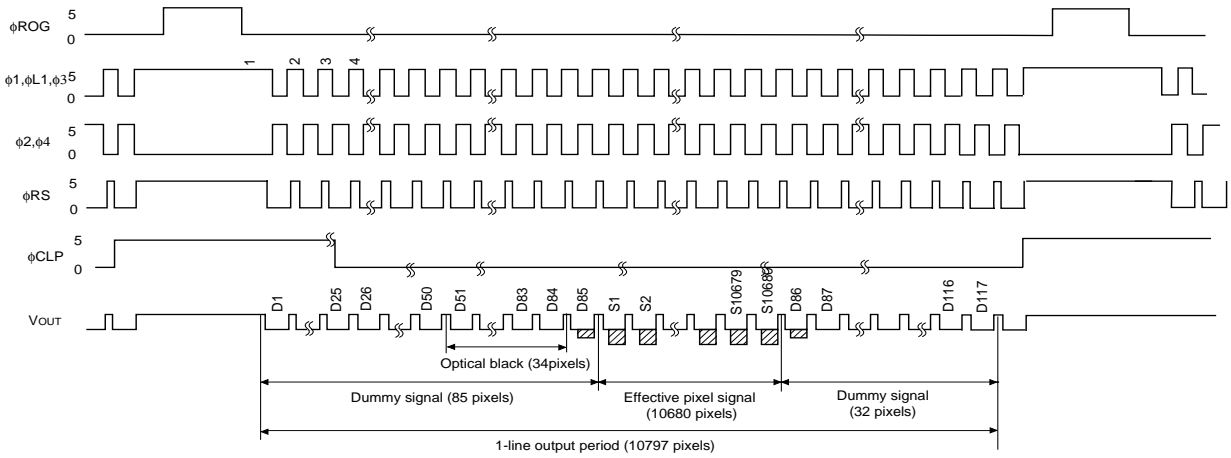 φROG
5
0
φ1,φL1,φ3
5
0
1
2
3
4
φ2,φ4
5
0
φRS
5
0
φCLP
5
0
VOUT
D1
D25
D26
D50
D51
D83
D84
D85
S1
S2
S10679
S10680
D86
D87
D116
D117
Optical black (34pixels)
Dummy signal (85 pixels)
Effective pixel signal
(10680 pixels)
Dummy signal
(32 pixels)
1-line output period (10797 pixels)